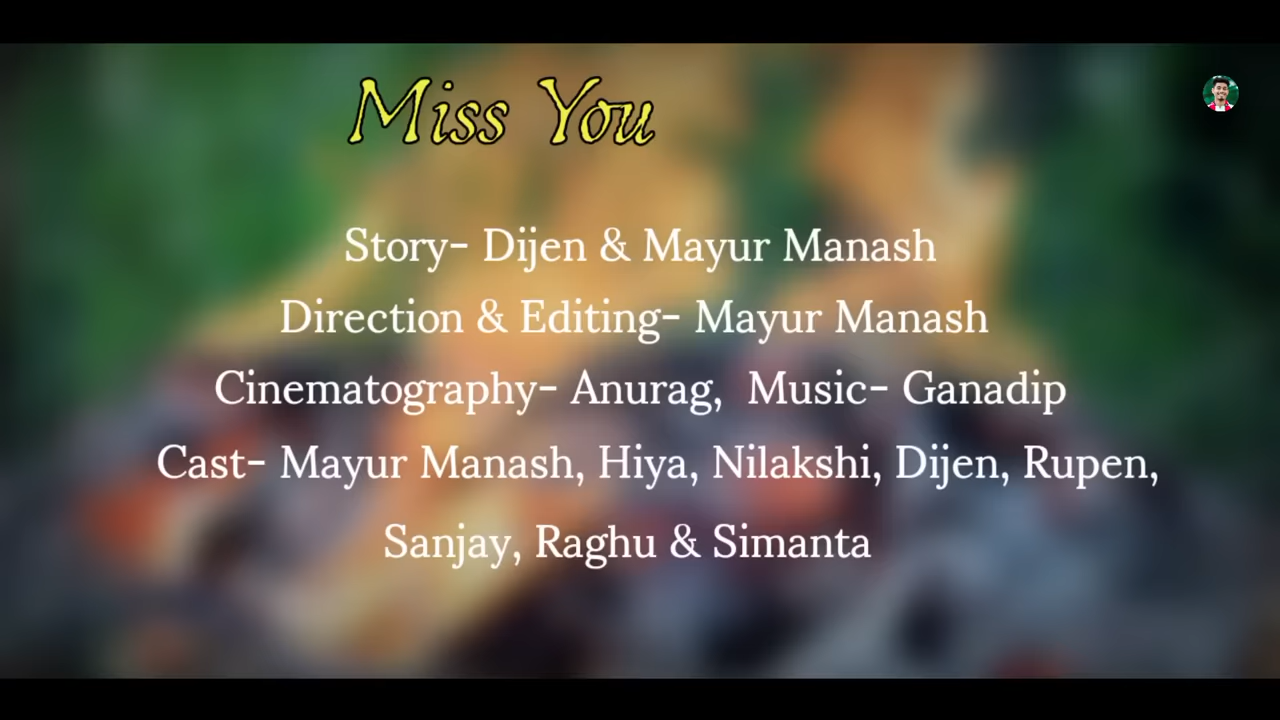 Miss You
Story- Dijen & Mayur Manash
Direction & Editing- Mayur Manash
Cinematography- Anurag, Music- Ganadip
Cast- Mayur Manash, Hiya, Nilakshi, Dijen, Rupen,
Sanjay, Raghu & Simanta